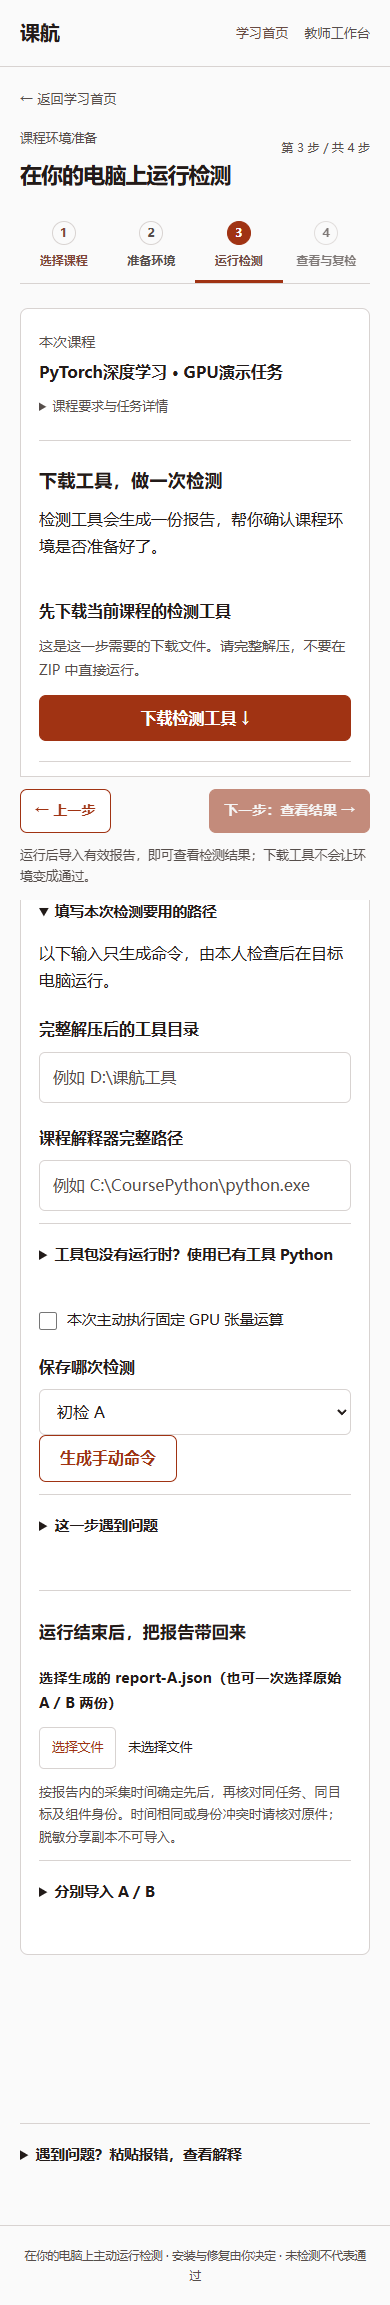 课航
学习首页 教师工作台
← 返回学习首页
课程环境准备
在你的电脑上运行检测
第 3 步 / 共 4 步
1 2 3 4
选择课程 准备环境 运行检测 查看与复检
本次课程
PyTorch深度学习 • GPU演示任务
▶ 课程要求与任务详情
下载工具，做一次检测
检测工具会生成一份报告，帮你确认课程环
境是否准备好了。
先下载当前课程的检测工具
这是这一步需要的下载文件。请完整解压，不要在
ZIP 中直接运行。
下载检测工具 ↓
← 上一步
下一步：查看结果 →
运行后导入有效报告，即可查看检测结果；下载工具不会让环
境变成通过。
▼ 填写本次检测要用的路径
以下输入只生成命令，由本人检查后在目标
电脑运行。
完整解压后的工具目录
例如 D:\课航工具
课程解释器完整路径
例如 C:\CoursePython\python.exe
▶ 工具包没有运行时？使用已有工具 Python
本次主动执行固定 GPU 张量运算
保存哪次检测
初检 A
生成手动命令
▶ 这一步遇到问题
运行结束后，把报告带回来
选择生成的 report-A.json（也可一次选择原始
A / B 两份）
选择文件 未选择文件
按报告内的采集时间确定先后，再核对同任务、同目
标及组件身份。时间相同或身份冲突时请核对原件；
脱敏分享副本不可导入。
▶ 分别导入 A / B
▶ 遇到问题？粘贴报错，查看解释
在你的电脑上主动运行检测 · 安装与修复由你决定 · 未检测不代表通
过